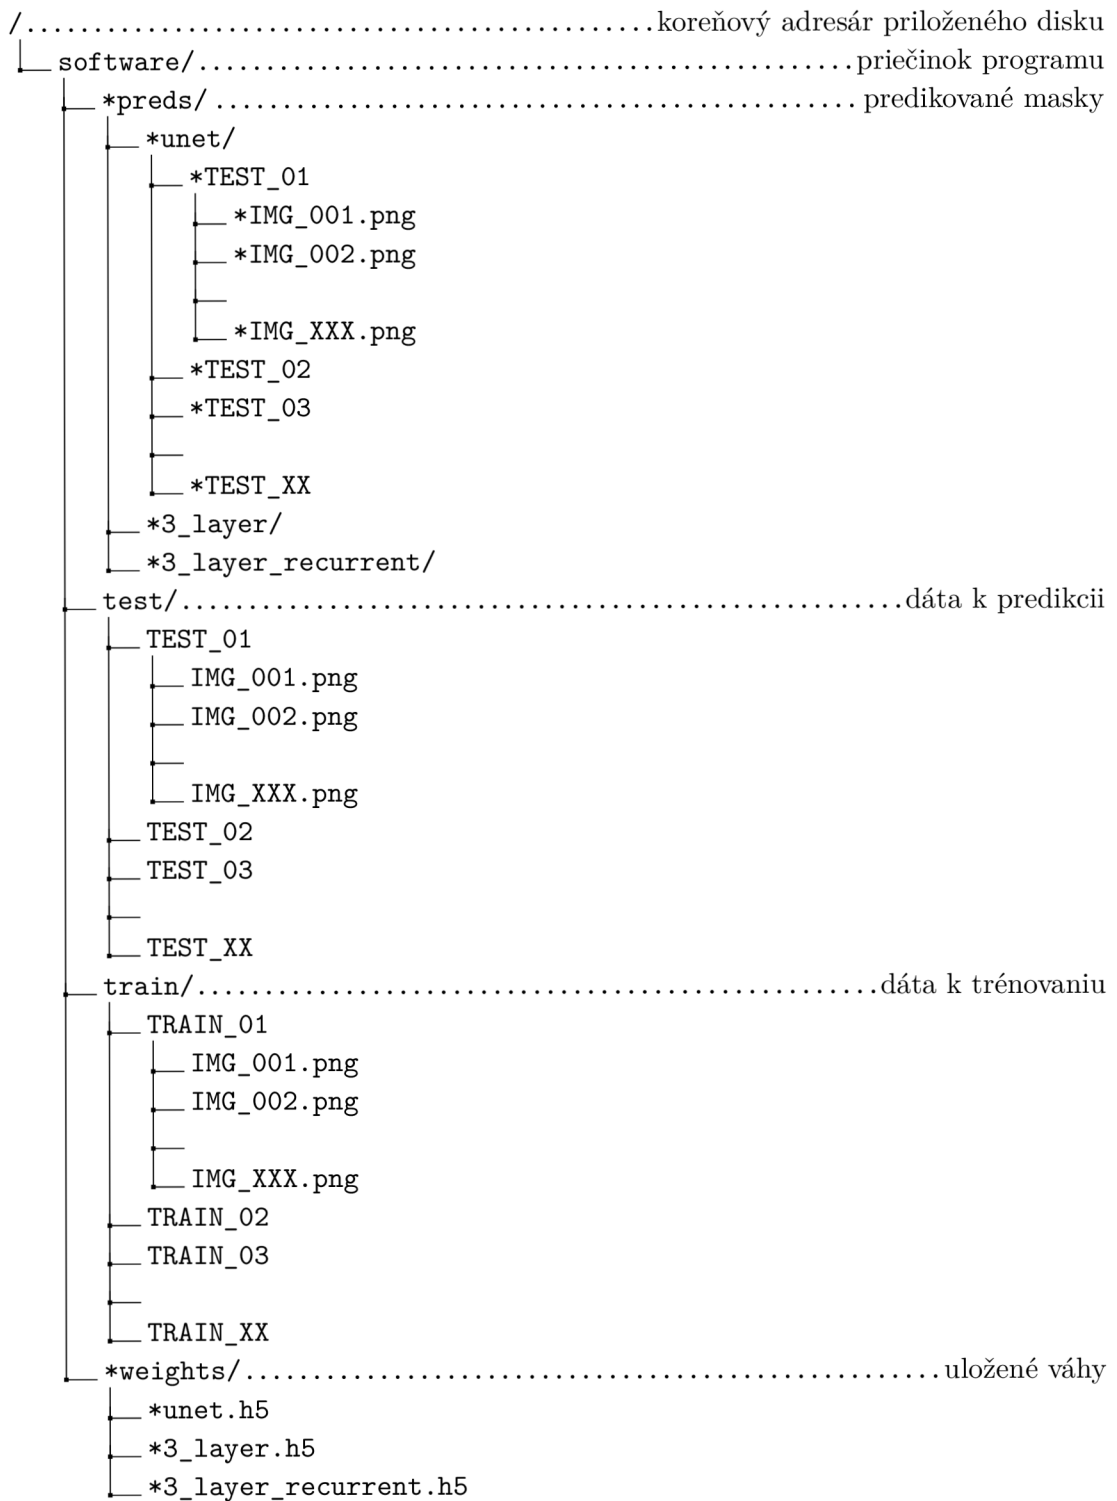 /................................................koreňový adresár priloženého disku
software/..................................................priečinok programu
*preds/................................................. predikované masky
*unet/
*TEST_01
*IMG_001.png
*IMG_002.png
*IMG_XXX.png
*TEST_02
*TEST_03
*TEST_XX
*3_layer/
*3_layer_recurrent/
test/.......................................................dáta k predikcii
TEST_01
IMG_001.png
IMG_002.png
IMG_XXX.png
TEST_02
TEST_03
TEST_XX
train/....................................................dáta k trénovaniu
TRAIN_01
IMG_001.png
IMG_002.png
IMG_XXX.png
TRAIN_02
TRAIN_03
TRAIN_XX
*weights/.....................................................uložené váhy
*unet.h5
*3_layer.h5
*3_layer_recurrent.h5